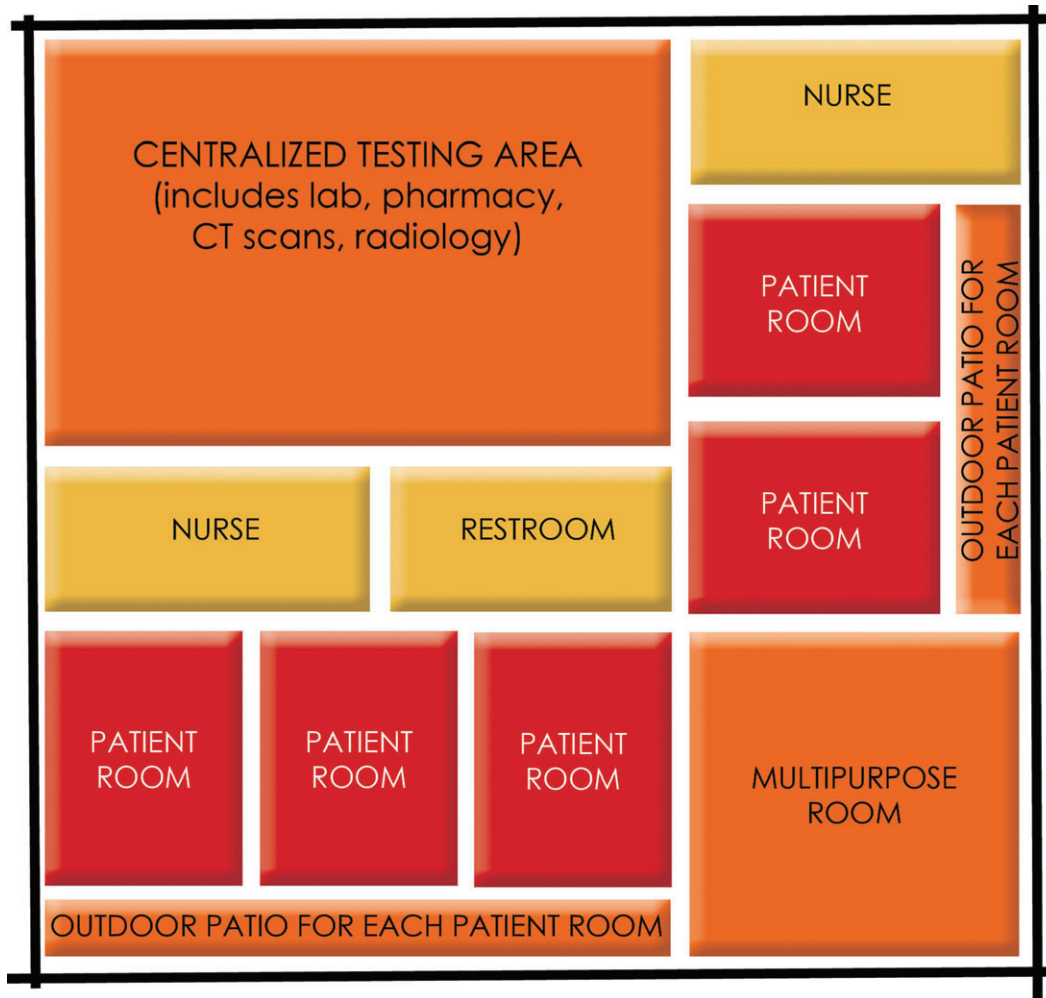 CENTRALIZED TESTING AREA
(includes lab, pharmacy,
CT scans, radiology)
NURSE
PATIENT
ROOM
OUTDOOR PATIO FOR
EACH PATIENT ROOM
PATIENT
ROOM
NURSE
RESTROOM
PATIENT
ROOM
PATIENT
ROOM
PATIENT
ROOM
MULTIPURPOSE
ROOM
OUTDOOR PATIO FOR EACH PATIENT ROOM